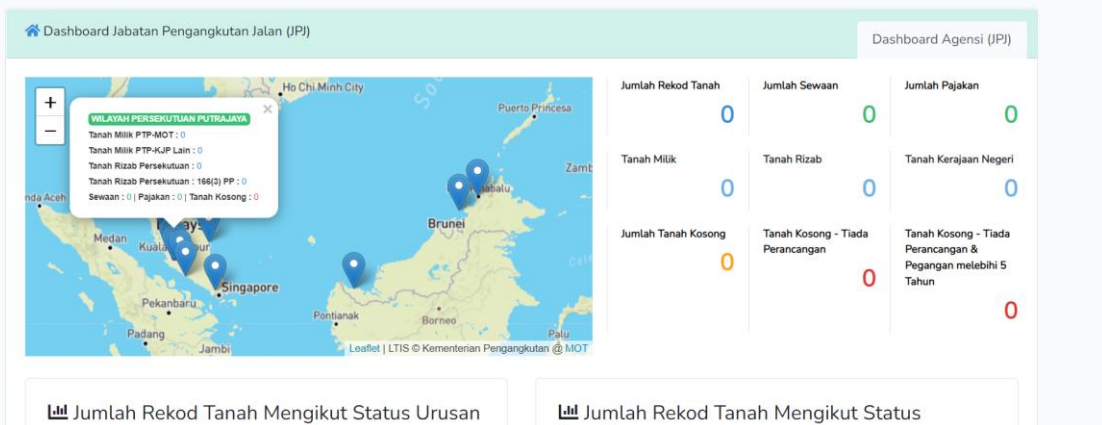 Dashboard Jabatan Pengangkutan Jalan (JPJ)
Dashboard Agensi (JPJ)
+
−
WILAYAH PERSEKUTUAN PUTRAJAYA
×
Tanah Milik PTP-MOT : 0
Tanah Milik PTP-KJP Lain : 0
Tanah Rizab Persekutuan : 0
Tanah Rizab Persekutuan : 166(3) PP : 0
Sewaan : 0 | Pajakan : 0 | Tanah Kosong : 0
Ho Chi Minh City
Puerto Princesa
Brunei
Medan
Singapore
Pekanbaru
Pontianak
Borneo
Padang
Palu
Jambi
Leaflet | LTIS © Kementerian Pengangkutan @ MOT
Jumlah Rekod Tanah
0
Jumlah Sewaan
0
Jumlah Pajakan
0
Tanah Milik
0
Tanah Rizab
0
Tanah Kerajaan Negeri
0
Jumlah Tanah Kosong
0
Tanah Kosong - Tiada
Perancangan
0
Tanah Kosong - Tiada
Perancangan &
Pegangan melebihi 5
Tahun
0
Jumlah Rekod Tanah Mengikut Status Urusan
Jumlah Rekod Tanah Mengikut Status